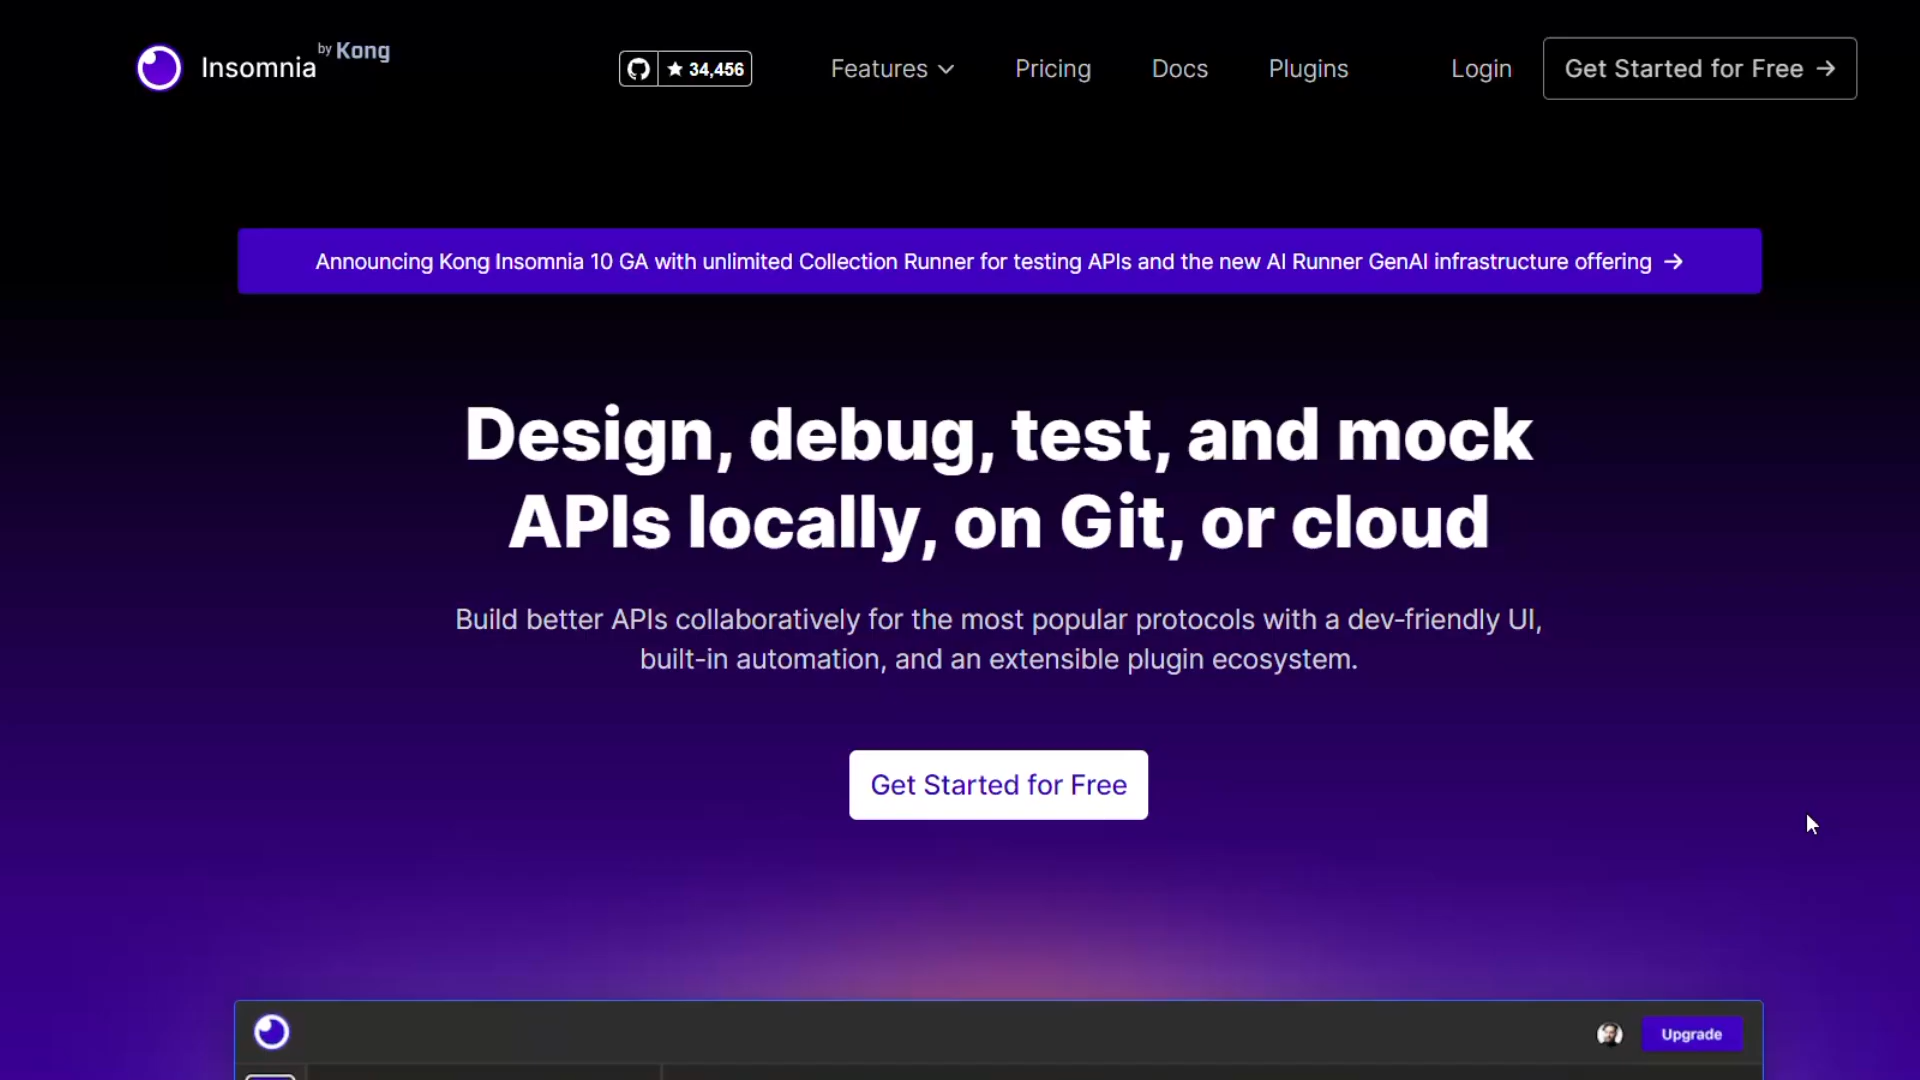 Insomnia by Kong
34,456
Features
Pricing
Docs
Plugins
Login
Get Started for Free →
Announcing Kong Insomnia 10 GA with unlimited Collection Runner for testing APIs and the new AI Runner GenAI infrastructure offering →
Design, debug, test, and mock
APIs locally, on Git, or cloud
Build better APIs collaboratively for the most popular protocols with a dev-friendly UI,
built-in automation, and an extensible plugin ecosystem.
Get Started for Free
Upgrade